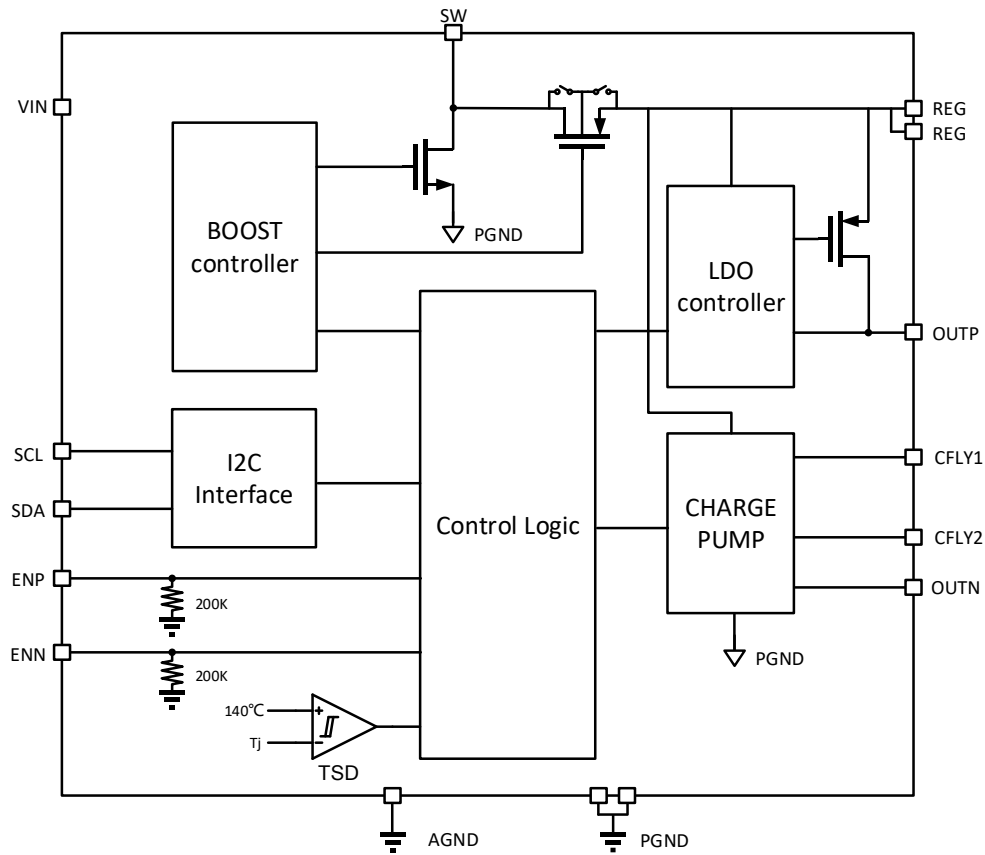 SW
VIN
REG
REG
BOOST
controller
PGND
LDO
controller
OUTP
SCL
I2C
Interface
SDA
Control Logic
CHARGE
PUMP
CFLY1
CFLY2
OUTN
ENP
200K
ENN
200K
PGND
140℃
+
Tj
-
TSD
AGND
PGND